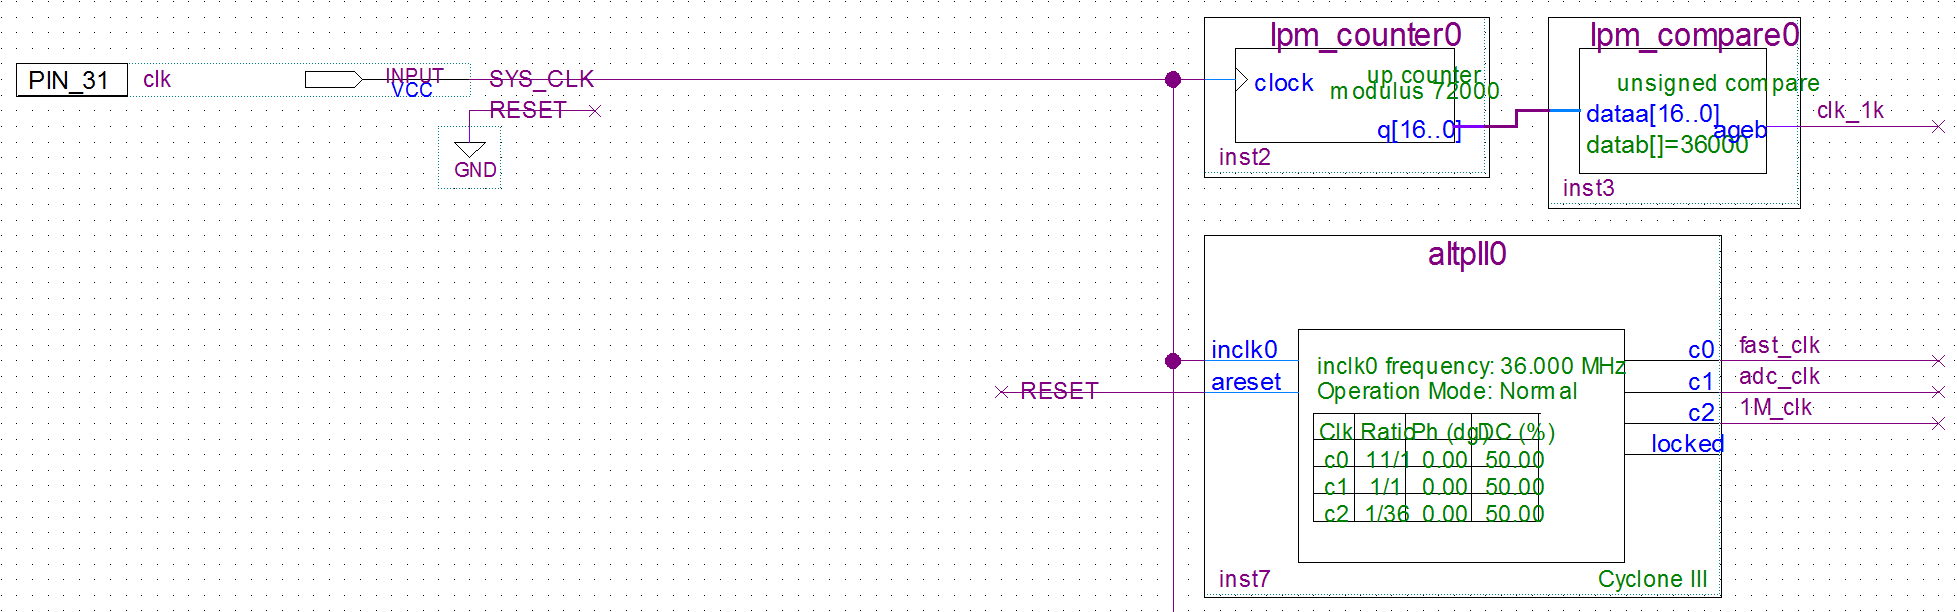 PIN_31
clk
INPUT
VCC
SYS_CLK
RESET
GND
lpm_counter0
up counter
clock
modulus 72000
q[16..0]
inst2
lpm_compare0
unsigned compare
dataa[16..0]
ageb
datab[]=36000
inst3
clk_1k
altpll0
inclk0
areset
RESET
inclk0 frequency: 36.000 MHz
Operation Mode: Normal
Clk Ratio Ph (dg) DC (%)
c0 11/1 0.00 50.00
c1 1/1 0.00 50.00
c2 1/36 0.00 50.00
c0
fast_clk
c1
adc_clk
c2
1M_clk
locked
inst7
Cyclone III